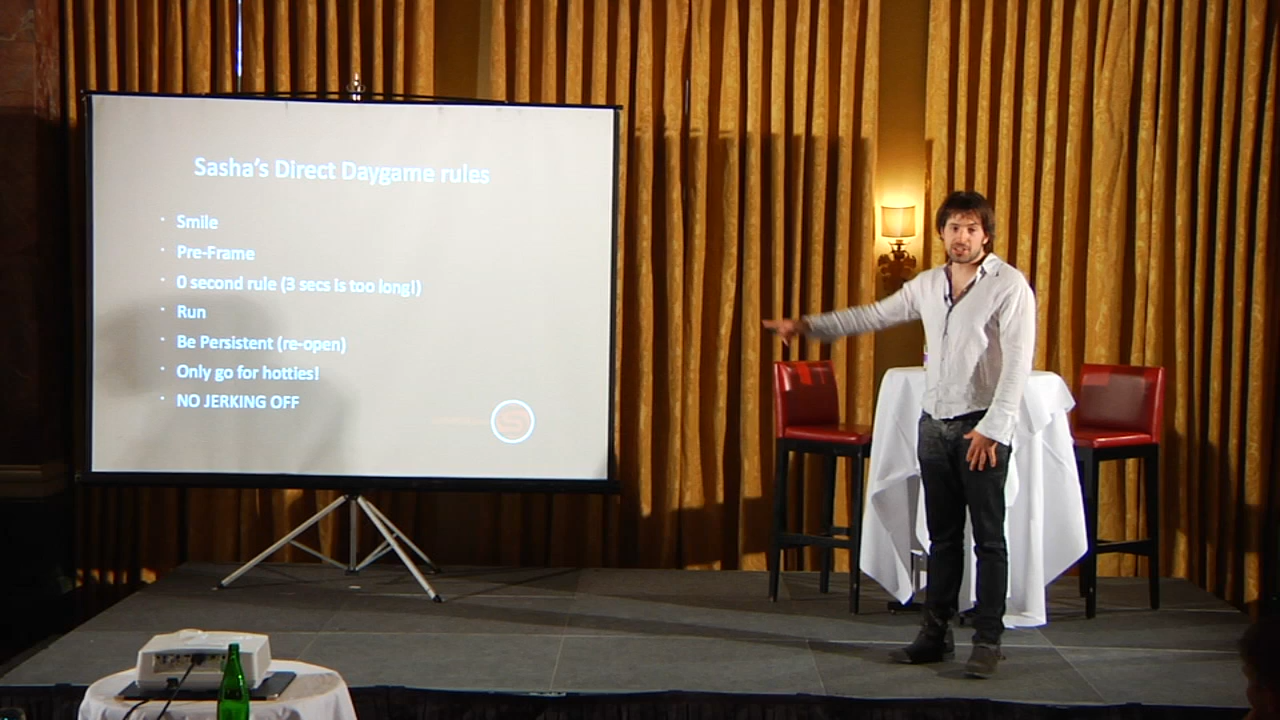 Sasha's Direct Daygame rules
• Smile
• Pre-Frame
• 0 second rule (3 secs is too long!)
• Run
• Be Persistent (re-open)
• Only go for hotties!
• NO JERKING OFF
S